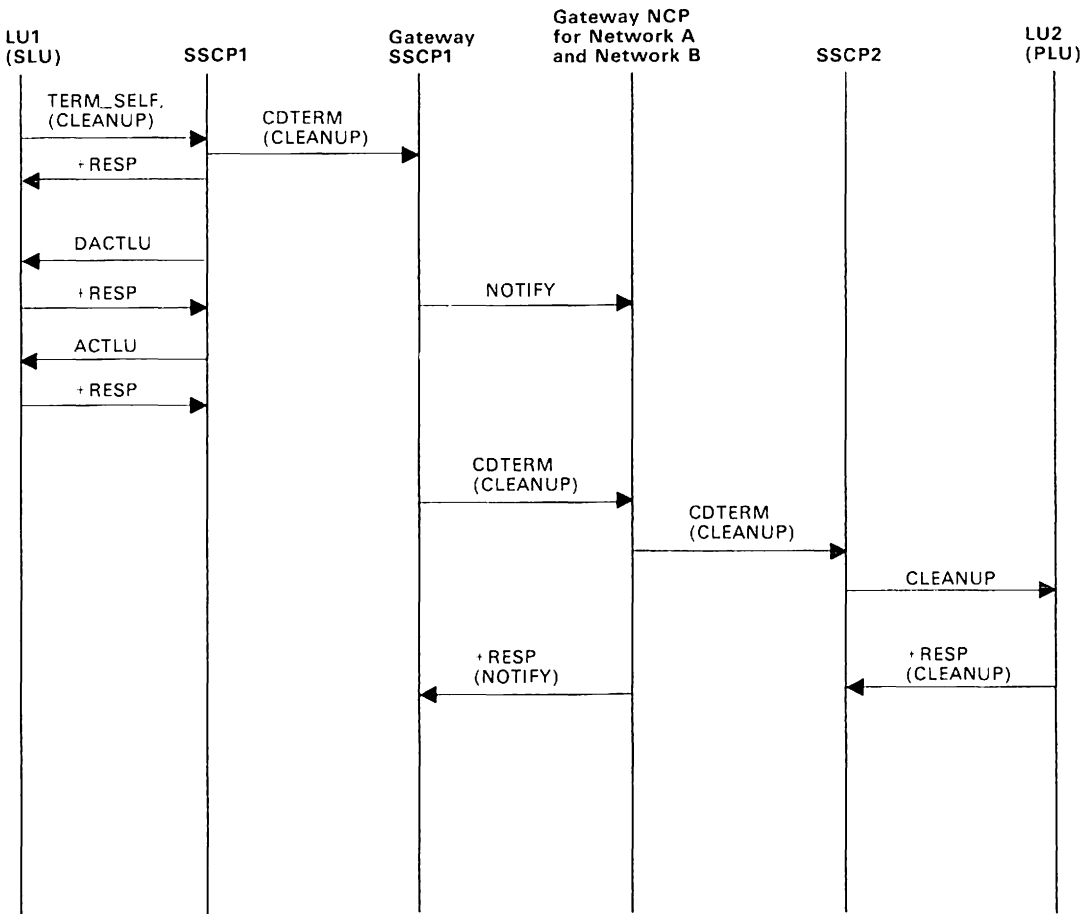 LU1
(SLU)
SSCP1
Gateway
SSCP1
Gateway NCP
for Network A
and Network B
SSCP2
LU2
(PLU)
TERM_SELF,
(CLEANUP)
CDTERM
(CLEANUP)
+ RESP
DACTLU
+ RESP
NOTIFY
ACTLU
+ RESP
CDTERM
(CLEANUP)
CDTERM
(CLEANUP)
CLEANUP
+ RESP
(NOTIFY)
+ RESP
(CLEANUP)